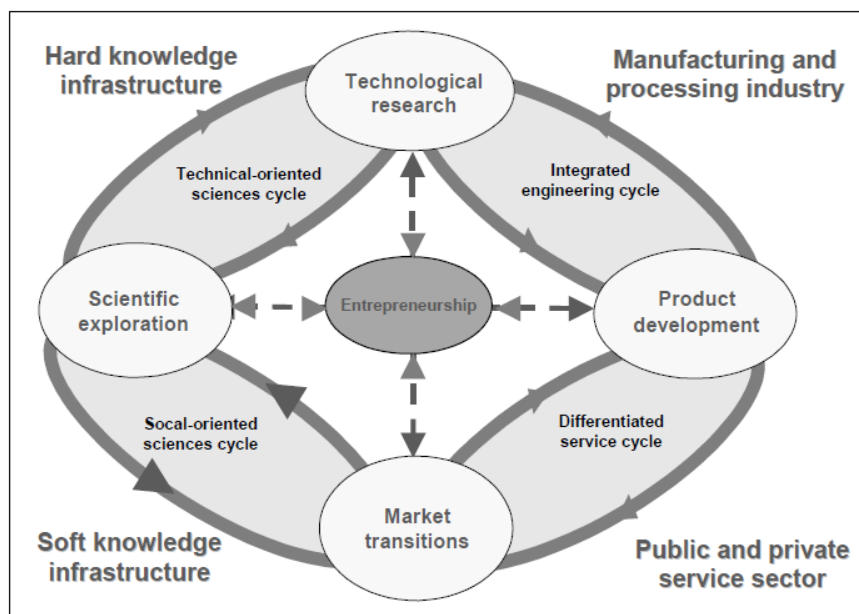 Hard knowledge
infrastructure
Technological
research
Manufacturing and
processing industry
Technical-oriented
sciences cycle
Integrated
engineering cycle
Scientific
exploration
Entrepreneurship
Product
development
Socal-oriented
sciences cycle
Differentiated
service cycle
Market
transitions
Soft knowledge
infrastructure
Public and private
service sector